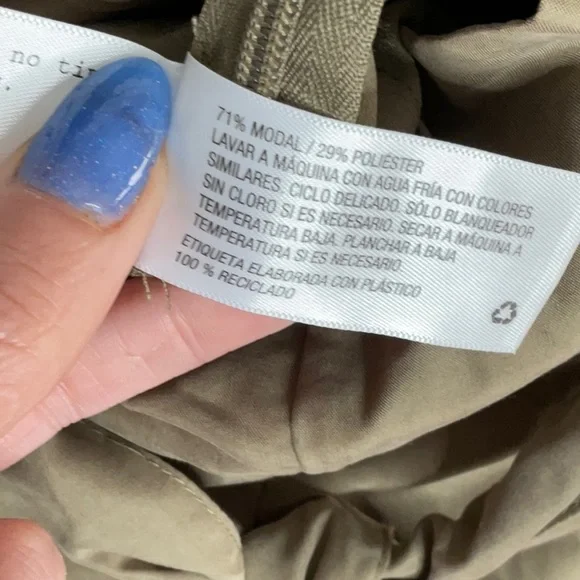 no
71% MODAL / 29% POLIÉSTER
LAVAR A MÁQUINA CON AGUA FRÍA CON COLORES
SIMILARES. CICLO DELICADO. SÓLO BLANQUEADOR
SIN CLORO SI ES NECESARIO. SECAR A MÁQUINA A
TEMPERATURA BAJA. PLANCHAR A BAJA
TEMPERATURA SI ES NECESARIO
ETIQUETA ELABORADA CON PLÁSTICO
100 % RECICLADO